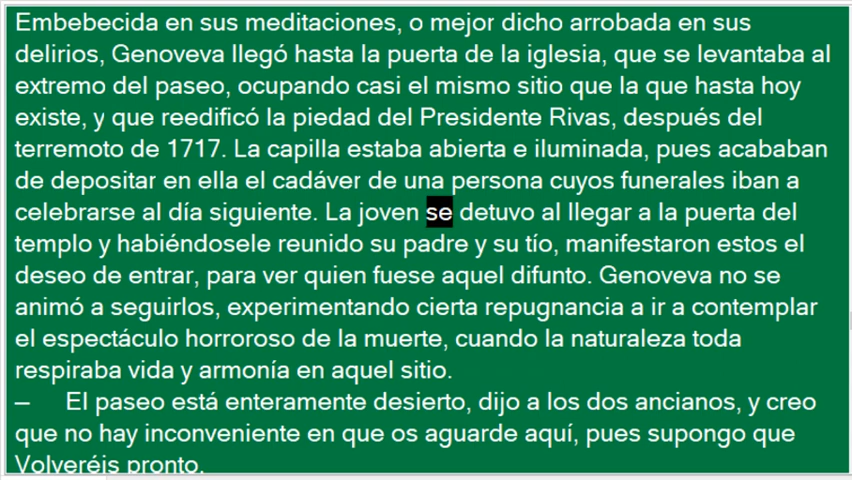 Embebecida en sus meditaciones, o mejor dicho arrobada en sus
delirios, Genoveva llegó hasta la puerta de la iglesia, que se levantaba al
extremo del paseo, ocupando casi el mismo sitio que la que hasta hoy
existe, y que reedificó la piedad del Presidente Rivas, después del
terremoto de 1717. La capilla estaba abierta e iluminada, pues acababan
de depositar en ella el cadáver de una persona cuyos funerales iban a
celebrarse al día siguiente. La joven se detuvo al llegar a la puerta del
templo y habiéndosele reunido su padre y su tío, manifestaron estos el
deseo de entrar, para ver quien fuese aquel difunto. Genoveva no se
animó a seguirlos, experimentando cierta repugnancia a ir a contemplar
el espectáculo horroroso de la muerte, cuando la naturaleza toda
respiraba vida y armonía en aquel sitio.
– El paseo está enteramente desierto, dijo a los dos ancianos, y creo
que no hay inconveniente en que os aguarde aquí, pues supongo que
Volveréis pronto.